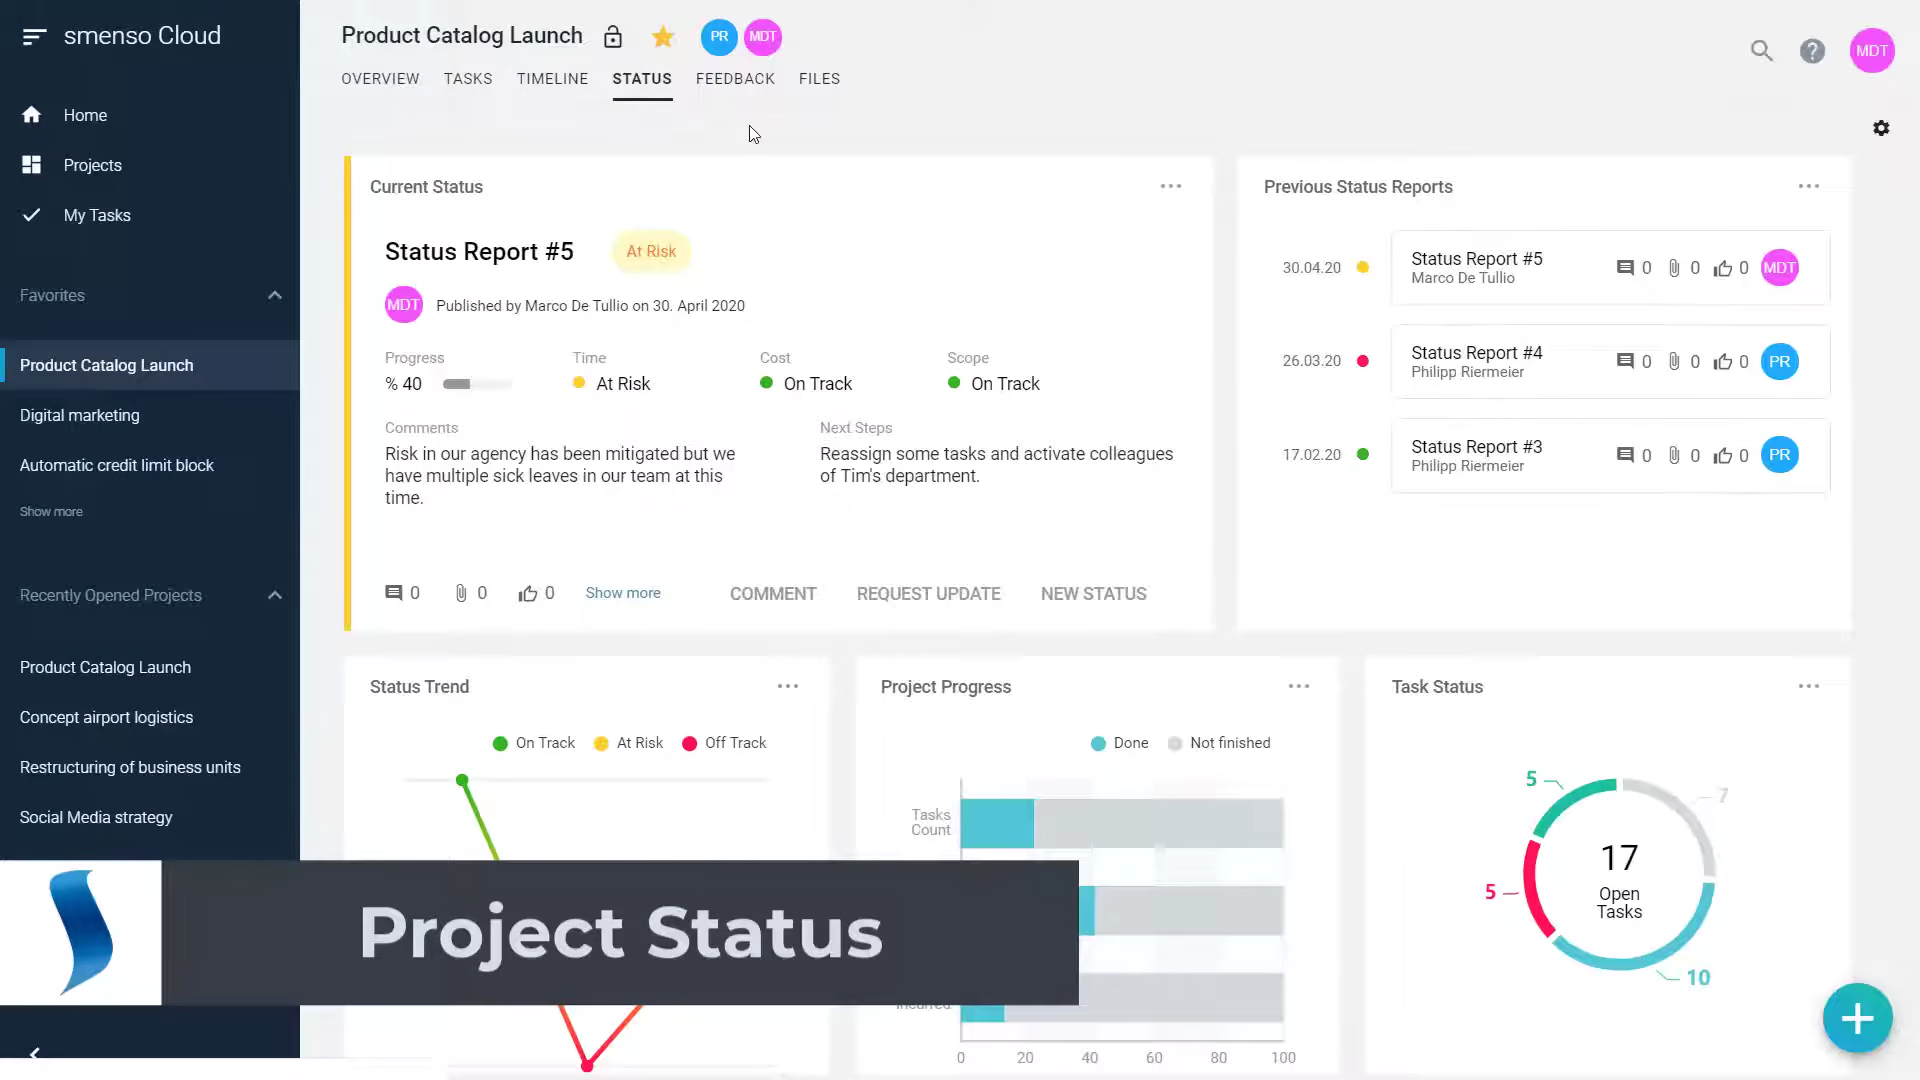 smenso Cloud
Home
Projects
My Tasks
Favorites
Product Catalog Launch
Digital marketing
Automatic credit limit block
Show more
Recently Opened Projects
Product Catalog Launch
Concept airport logistics
Restructuring of business units
Social Media strategy
Product Catalog Launch
PR
MDT
OVERVIEW
TASKS
TIMELINE
STATUS
FEEDBACK
FILES
MDT
Current Status
Status Report #5
At Risk
MDT
Published by Marco De Tullio on 30. April 2020
Progress
Time
Cost
Scope
% 40
At Risk
On Track
On Track
Comments
Risk in our agency has been mitigated but we
have multiple sick leaves in our team at this
time.
Next Steps
Reassign some tasks and activate colleagues
of Tim's department.
0
0
0
Show more
COMMENT
REQUEST UPDATE
NEW STATUS
Previous Status Reports
30.04.20
Status Report #5
Marco De Tullio
0
0
0
MDT
26.03.20
Status Report #4
Philipp Riermeier
0
0
0
PR
17.02.20
Status Report #3
Philipp Riermeier
0
0
0
PR
Status Trend
On Track
At Risk
Off Track
Project Progress
Done
Not finished
Tasks
Count
0
20
40
60
80
100
Task Status
5
7
5
10
17
Open
Tasks
Project Status